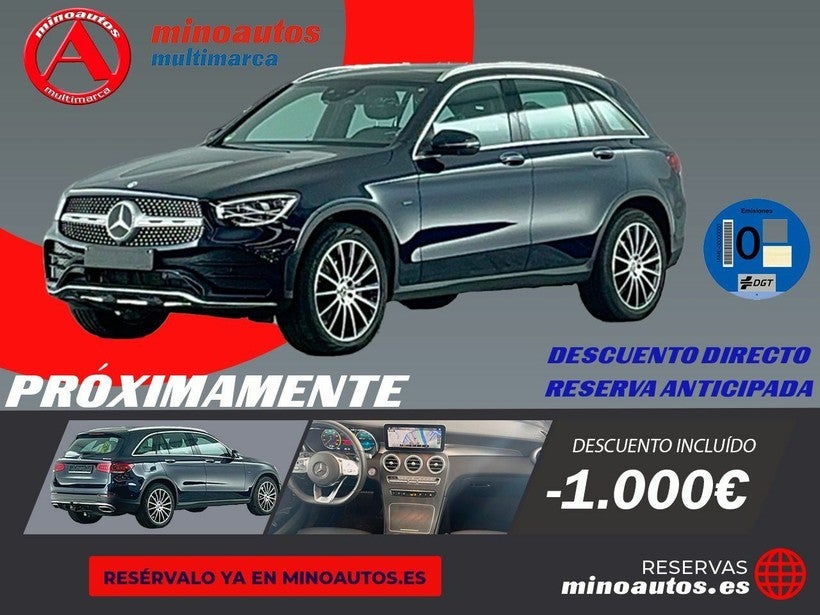 minoautos
A
multimarca
minoautos
multimarca
Emisiones
0
DGT
DESCUENTO DIRECTO
RESERVA ANTICIPADA
PRÓXIMAMENTE
DESCUENTO INCLUÍDO
-1.000€
RESÉRVALO YA EN MINOAUTOS.ES
RESERVAS
minoautos.es